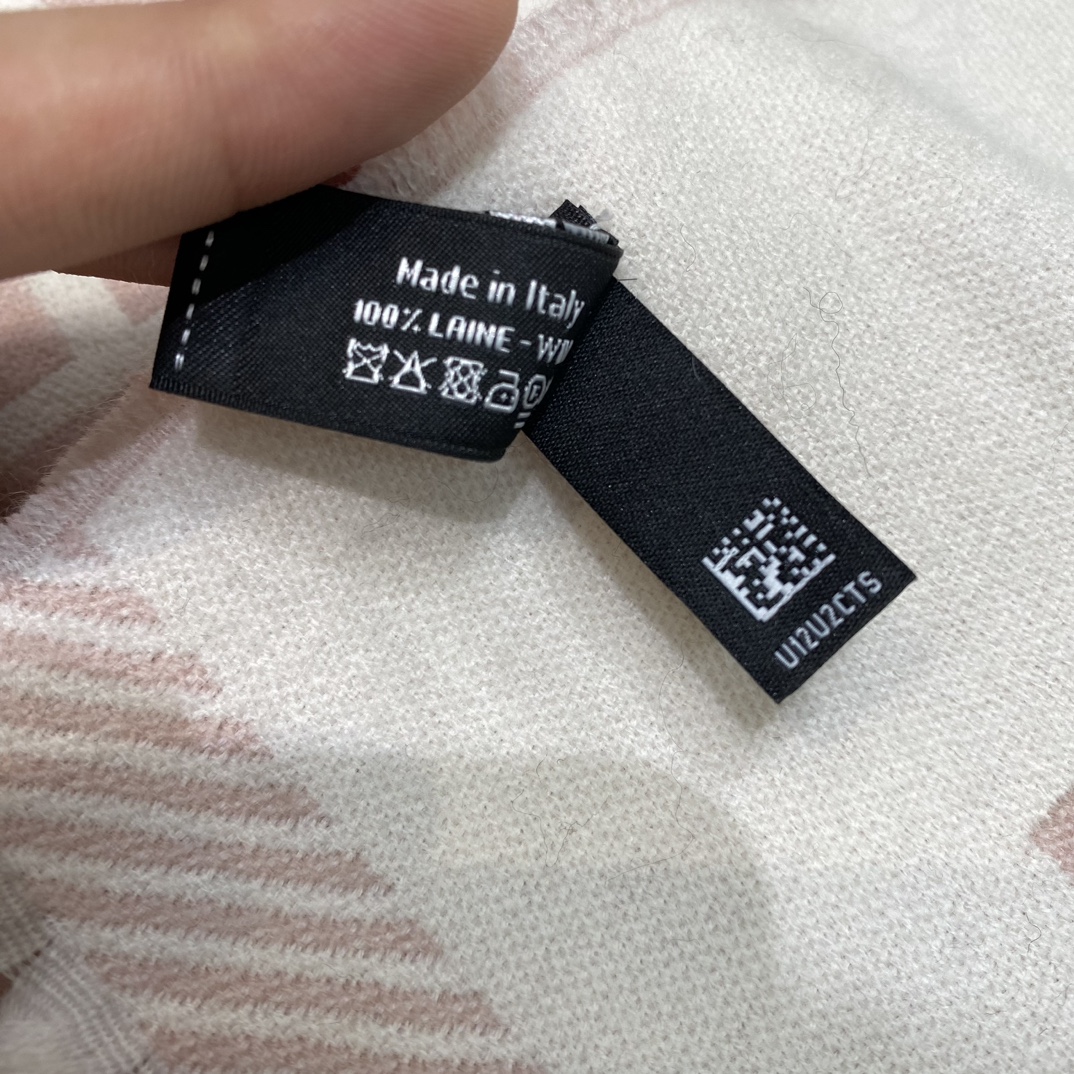 Made in Italy
100% LAINE -
U12U2CTS